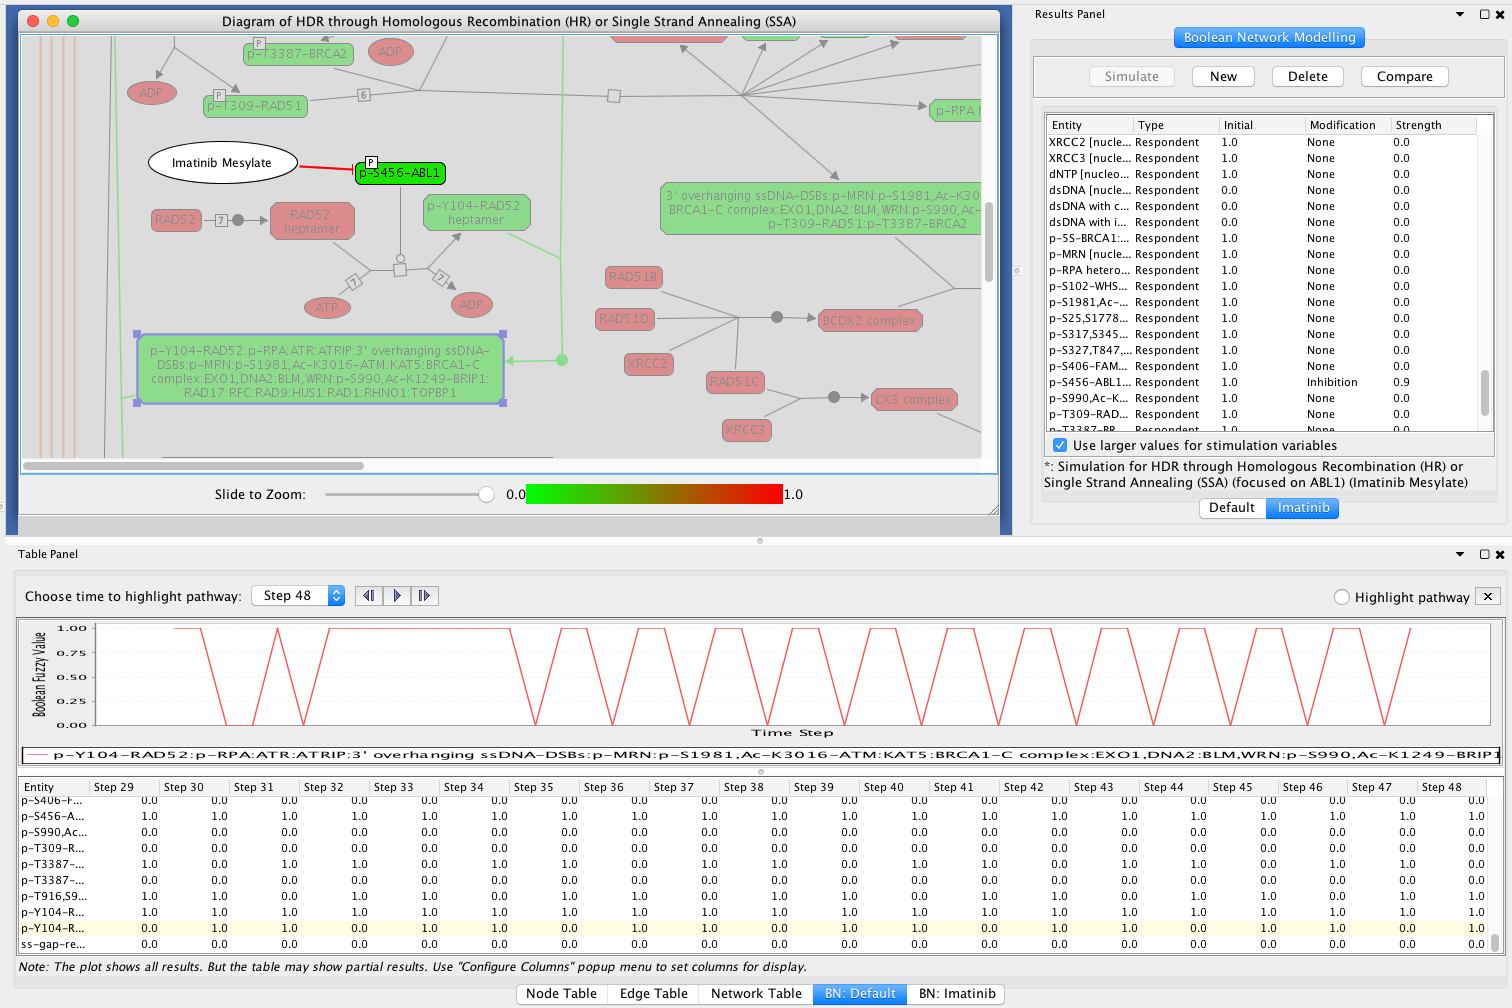 Diagram of HDR through Homologous Recombination (HR) or Single Strand Annealing (SSA)
P
p-T3387-BRCA2
ADP
ADP
P
p-T309-RAD51
6
p-RPA
Imatinib Mesylate
P
p-S456-ABL1
RAD52
7
RAD52
heptamer
p-Y104-RAD52
heptamer
7
7
ATP
ADP
3' overhanging ssDNA-DSBs:p-MRN:p-S1981,Ac-K30
BRCA1-C complex:EXO1,DNA2:BLM,WRN:p-S990,Ac-
p-T309-RAD51:p-T3387-BRCA2
RAD51B
RAD51D
BCDX2 complex
XRCC2
RAD51C
CX3 complex
XRCC3
p-Y104-RAD52:p-RPA:ATR:ATRIP:3' overhanging ssDNA-
DSBs:p-MRN:p-S1981,Ac-K3016-ATM:KAT5:BRCA1-C
complex:EXO1,DNA2:BLM,WRN:p-S990,Ac-K1249-BRIP1:
RAD17:RFC:RAD9:HUS1:RAD1:RHNO1:TOPBP1
Slide to Zoom: 0.0 1.0
Results Panel
Boolean Network Modelling
Simulate New Delete Compare
Entity Type Initial Modification Strength
XRCC2 [nucle... Respondent 1.0 None 0.0
XRCC3 [nucle... Respondent 1.0 None 0.0
dNTP [nucleo... Respondent 1.0 None 0.0
dsDNA [nucle... Respondent 0.0 None 0.0
dsDNA with c... Respondent 0.0 None 0.0
dsDNA with i... Respondent 0.0 None 0.0
p-5S-BRCA1:... Respondent 1.0 None 0.0
p-MRN [nucle... Respondent 1.0 None 0.0
p-RPA hetero... Respondent 1.0 None 0.0
p-S102-WHS... Respondent 1.0 None 0.0
p-S1981,Ac-... Respondent 1.0 None 0.0
p-S25,S1778... Respondent 1.0 None 0.0
p-S317,S345... Respondent 1.0 None 0.0
p-S327,T847,... Respondent 1.0 None 0.0
p-S406-FAM... Respondent 1.0 None 0.0
p-S456-ABL1... Respondent 1.0 Inhibition 0.9
p-S990,Ac-K... Respondent 1.0 None 0.0
p-T309-RAD... Respondent 1.0 None 0.0
p-T3387-BR... Respondent 1.0 None 0.0
Use larger values for stimulation variables
*: Simulation for HDR through Homologous Recombination (HR) or
Single Strand Annealing (SSA) (focused on ABL1) (Imatinib Mesylate)
Default Imatinib
Table Panel
Choose time to highlight pathway: Step 48
Highlight pathway
Boolean Fuzzy Value
1.00
0.75
0.50
0.25
0.00
Time Step
p-Y104-RAD52:p-RPA:ATR:ATRIP:3' overhanging ssDNA-DSBs:p-MRN:p-S1981,Ac-K3016-ATM:KAT5:BRCA1-C complex:EXO1,DNA2:BLM,WRN:p-S990,Ac-K1249-BRIP1
Entity Step 29 Step 30 Step 31 Step 32 Step 33 Step 34 Step 35 Step 36 Step 37 Step 38 Step 39 Step 40 Step 41 Step 42 Step 43 Step 44 Step 45 Step 46 Step 47 Step 48
p-S406-F... 0.0 0.0 0.0 0.0 0.0 0.0 0.0 0.0 0.0 0.0 0.0 0.0 0.0 0.0 0.0 0.0 0.0 0.0 0.0 0.0
p-S456-A... 1.0 1.0 1.0 1.0 1.0 1.0 1.0 1.0 1.0 1.0 1.0 1.0 1.0 1.0 1.0 1.0 1.0 1.0 1.0 1.0
p-S990,Ac... 0.0 0.0 0.0 0.0 0.0 0.0 0.0 0.0 0.0 0.0 0.0 0.0 0.0 0.0 0.0 0.0 0.0 0.0 0.0 0.0
p-T309-R... 0.0 0.0 0.0 0.0 0.0 0.0 0.0 0.0 0.0 0.0 0.0 0.0 0.0 0.0 0.0 0.0 0.0 0.0 0.0 0.0
p-T3387-... 1.0 0.0 1.0 1.0 0.0 1.0 1.0 0.0 1.0 1.0 0.0 1.0 1.0 0.0 1.0 1.0 0.0 1.0 1.0 0.0
p-T3387-... 0.0 0.0 0.0 0.0 0.0 0.0 0.0 0.0 0.0 0.0 0.0 0.0 0.0 0.0 0.0 0.0 0.0 0.0 0.0 0.0
p-T916,S9... 1.0 1.0 1.0 1.0 1.0 1.0 1.0 1.0 1.0 1.0 1.0 1.0 1.0 1.0 1.0 1.0 1.0 1.0 1.0 1.0
p-Y104-R... 1.0 1.0 1.0 1.0 1.0 1.0 1.0 1.0 1.0 1.0 1.0 1.0 1.0 1.0 1.0 1.0 1.0 1.0 1.0 1.0
p-Y104-R... 0.0 1.0 1.0 0.0 1.0 1.0 0.0 1.0 1.0 0.0 1.0 1.0 0.0 1.0 1.0 0.0 1.0 1.0 0.0 1.0
ss-gap-re... 0.0 0.0 0.0 0.0 0.0 0.0 0.0 0.0 0.0 0.0 0.0 0.0 0.0 0.0 0.0 0.0 0.0 0.0 0.0 0.0
Note: The plot shows all results. But the table may show partial results. Use "Configure Columns" popup menu to set columns for display.
Node Table Edge Table Network Table BN: Default BN: Imatinib